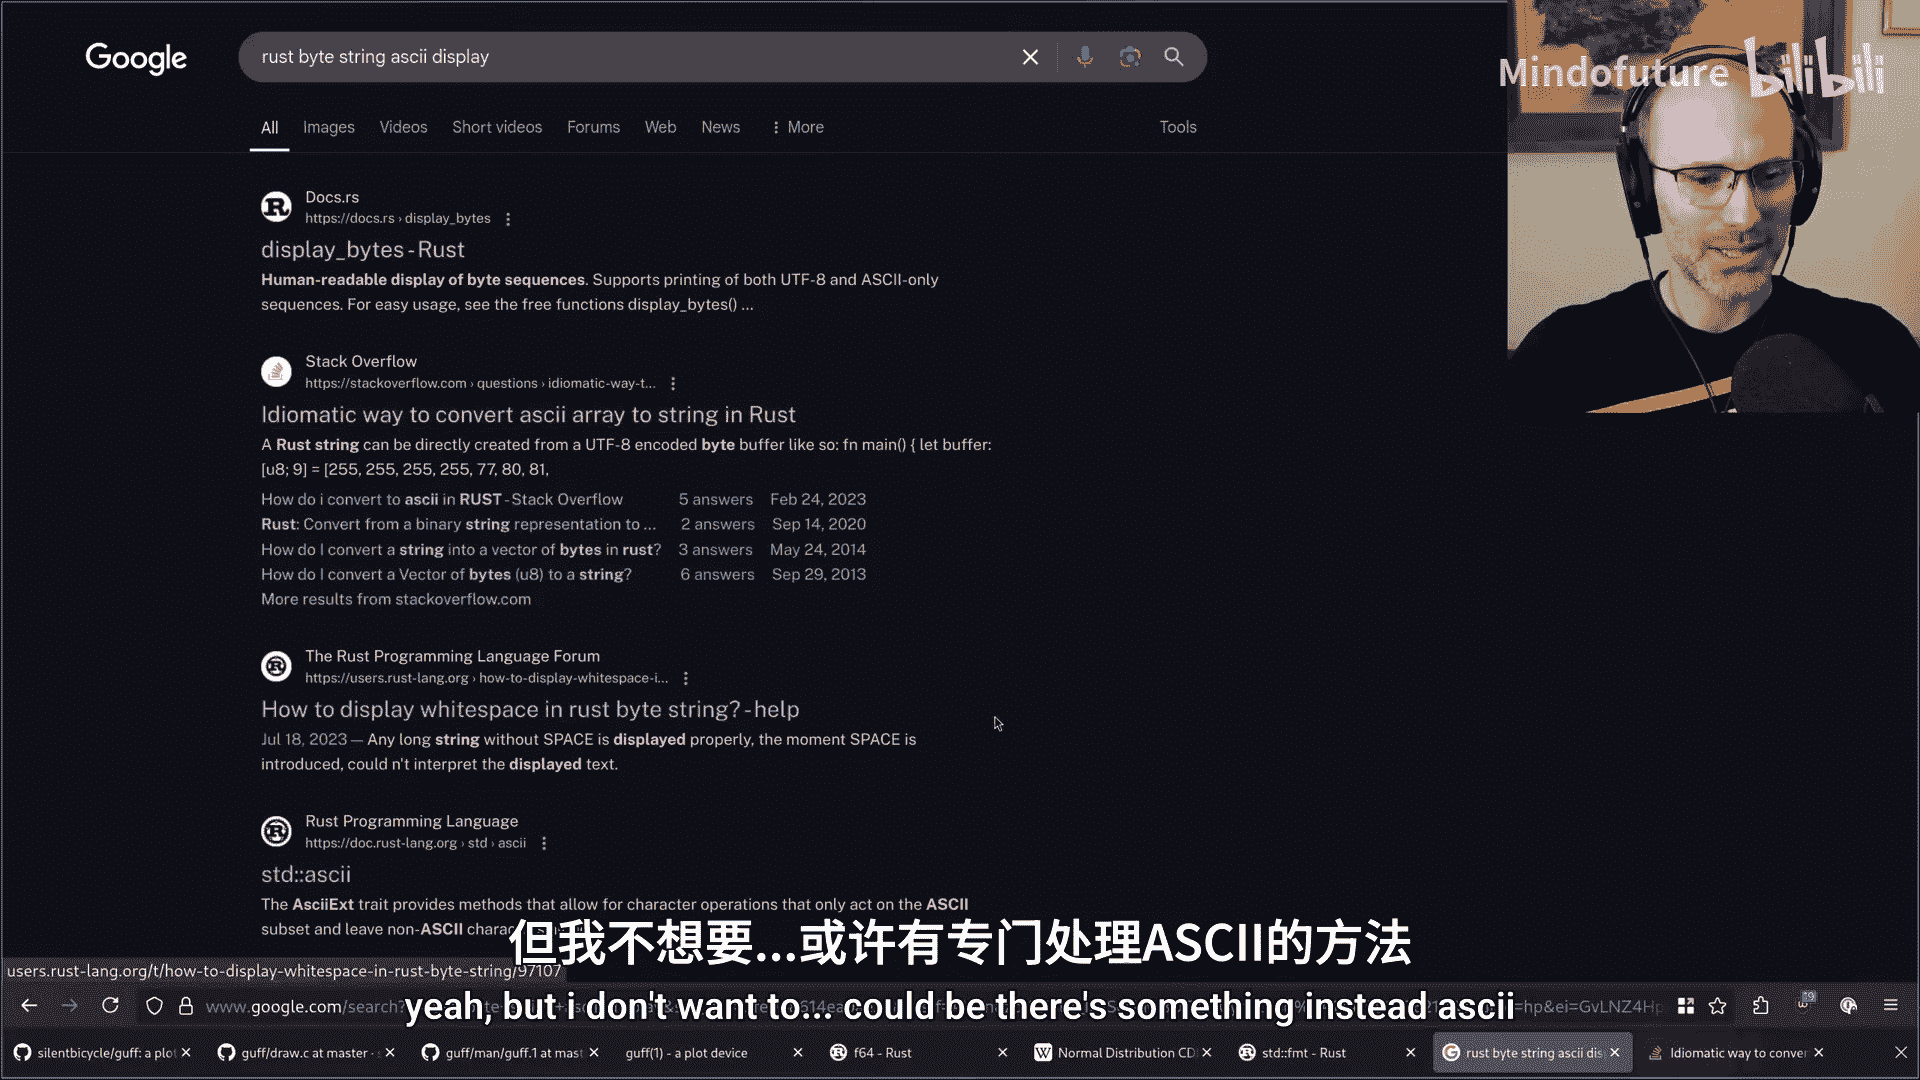 Google
rust byte string ascii display
Mindofuture bilibili
All Images Videos Short videos Forums Web News More Tools
Docs.rs
https://docs.rs › display_bytes
display_bytes - Rust
Human-readable display of byte sequences. Supports printing of both UTF-8 and ASCII-only
sequences. For easy usage, see the free functions display_bytes() ...
Stack Overflow
https://stackoverflow.com › questions › idiomatic-way-t...
Idiomatic way to convert ascii array to string in Rust
A Rust string can be directly created from a UTF-8 encoded byte buffer like so: fn main() { let buffer:
[u8; 9] = [255, 255, 255, 255, 77, 80, 81,
How do i convert to ascii in RUST - Stack Overflow 5 answers Feb 24, 2023
Rust: Convert from a binary string representation to ... 2 answers Sep 14, 2020
How do I convert a string into a vector of bytes in rust? 3 answers May 24, 2014
How do I convert a Vector of bytes (u8) to a string? 6 answers Sep 29, 2013
More results from stackoverflow.com
The Rust Programming Language Forum
https://users.rust-lang.org › how-to-display-whitespace-i...
How to display whitespace in rust byte string? - help
Jul 18, 2023 — Any long string without SPACE is displayed properly, the moment SPACE is
introduced, could n't interpret the displayed text.
Rust Programming Language
https://doc.rust-lang.org › std › ascii
std::ascii
The AsciiExt trait provides methods that allow for character operations that only act on the ASCII
subset and leave non-ASCII charac
但我不想要...或许有专门处理ASCII的方法
users.rust-lang.org/t/how-to-display-whitespace-in-rust-byte-string/97107
yeah, but i don't want to... could be there's something instead ascii
www.google.com/search? =hp&ei=GvLNZ4Hp
silentbicycle/guff: a plot guff/draw.c at master · guff/man/guff.1 at mast guff(1) - a plot device f64 - Rust Normal Distribution CD std::fmt - Rust rust byte string ascii dis Idiomatic way to conver